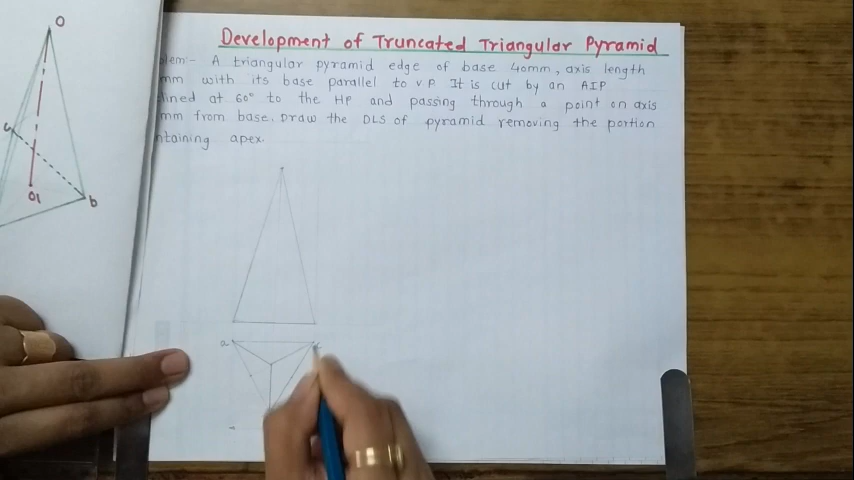 Development of Truncated Triangular Pyramid
lem:- A triangular pyramid edge of base 40mm, axis length
mm with its base parallel to V.P. It is cut by an AIP
lined at 60° to the HP and passing through a point on axis
mm from base. Draw the DLS of pyramid removing the portion
ntaining apex.
O
O1
b
a